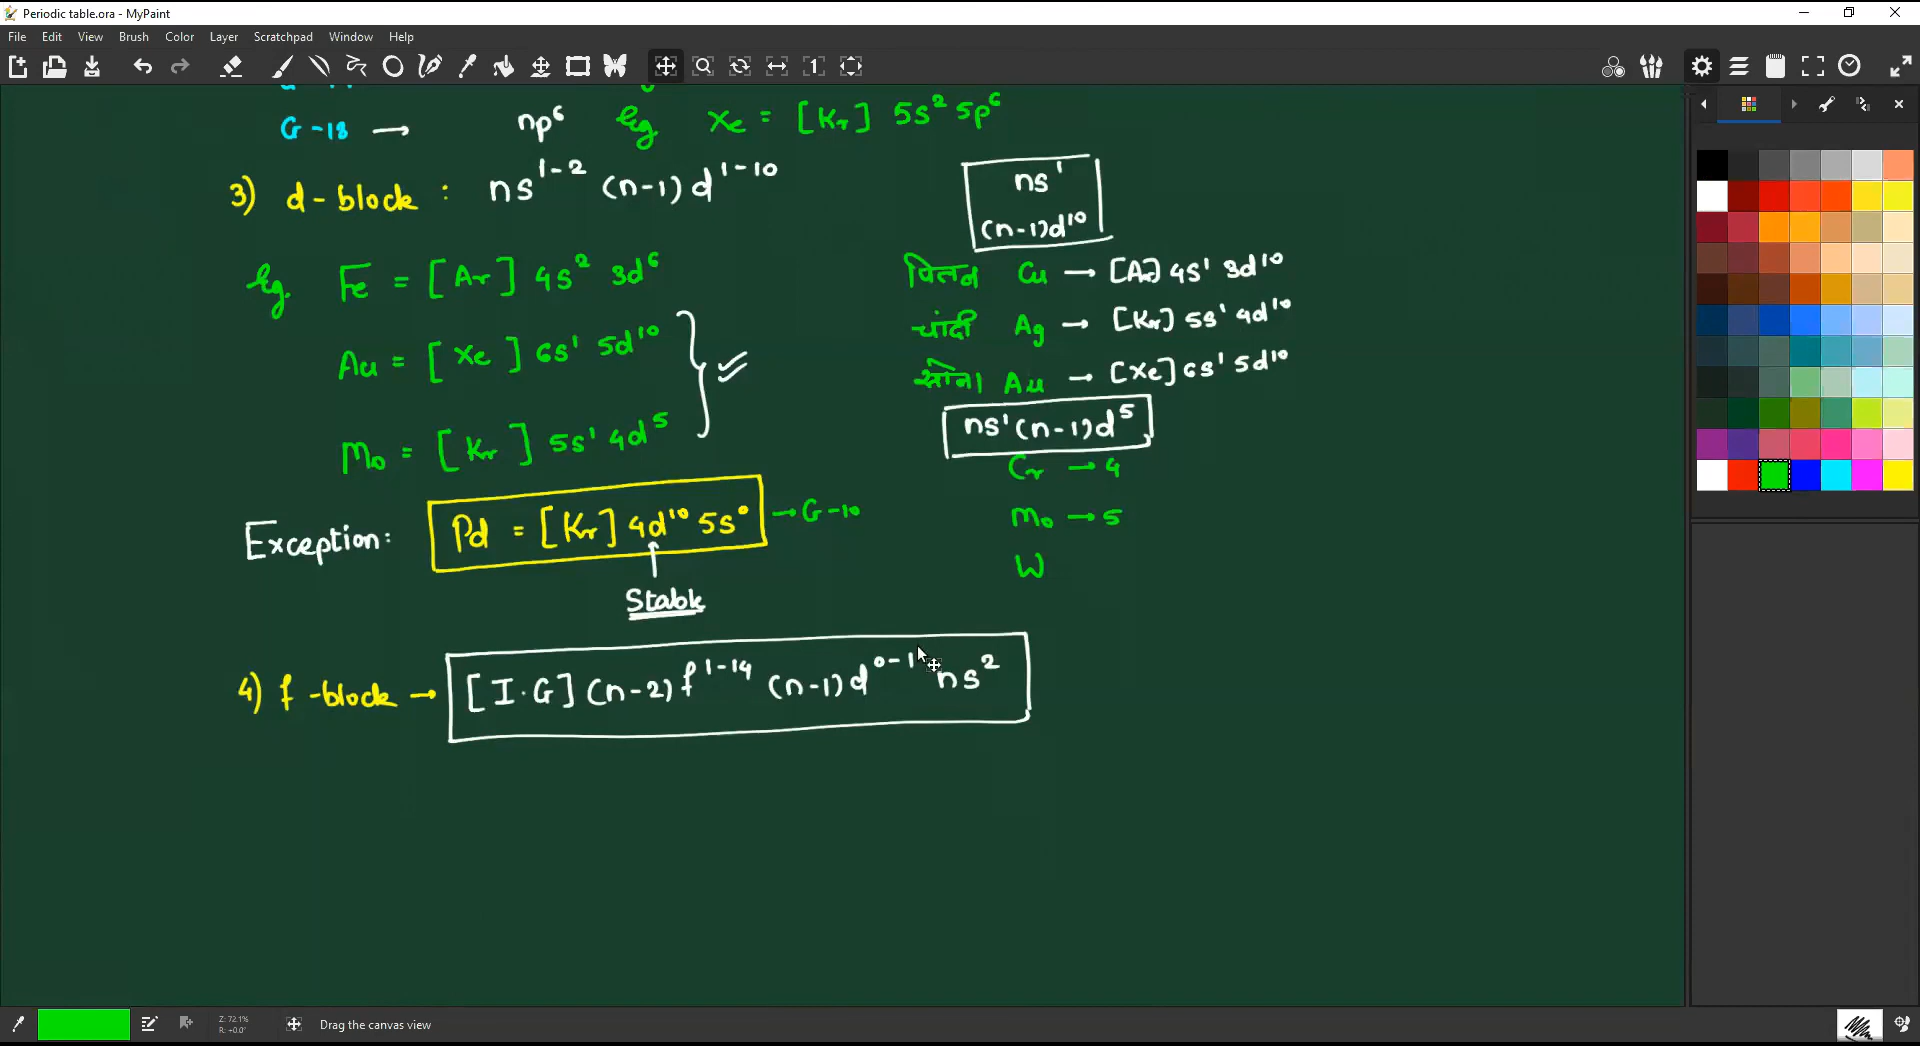 Periodic table.ora - MyPaint
File Edit View Brush Color Layer Scratchpad Window Help
G-18 → np⁶ Eg Xe = [Kr] 5s² 5p⁶
3) d-block : ns¹⁻² (n-1) d¹⁻¹⁰
ns¹
(n-1)d¹⁰
Eg. Fe = [Ar] 4s² 3d⁶
Au = [Xe] 6s¹ 5d¹⁰
Mo = [Kr] 5s¹ 4d⁵
पितल Cu → [Ar] 4s¹ 3d¹⁰
चांदी Ag → [Kr] 5s¹ 4d¹⁰
सोना Au → [Xe] 6s¹ 5d¹⁰
ns¹ (n-1)d⁵
Cr → 4
Mo → 5
W
Exception: Pd = [Kr] 4d¹⁰ 5s⁰ → G-10
Stable
4) f-block → [I.G] (n-2) f¹⁻¹⁴ (n-1) d⁰⁻¹ ns²
Z: 72.1%
R: +0.0°
Drag the canvas view